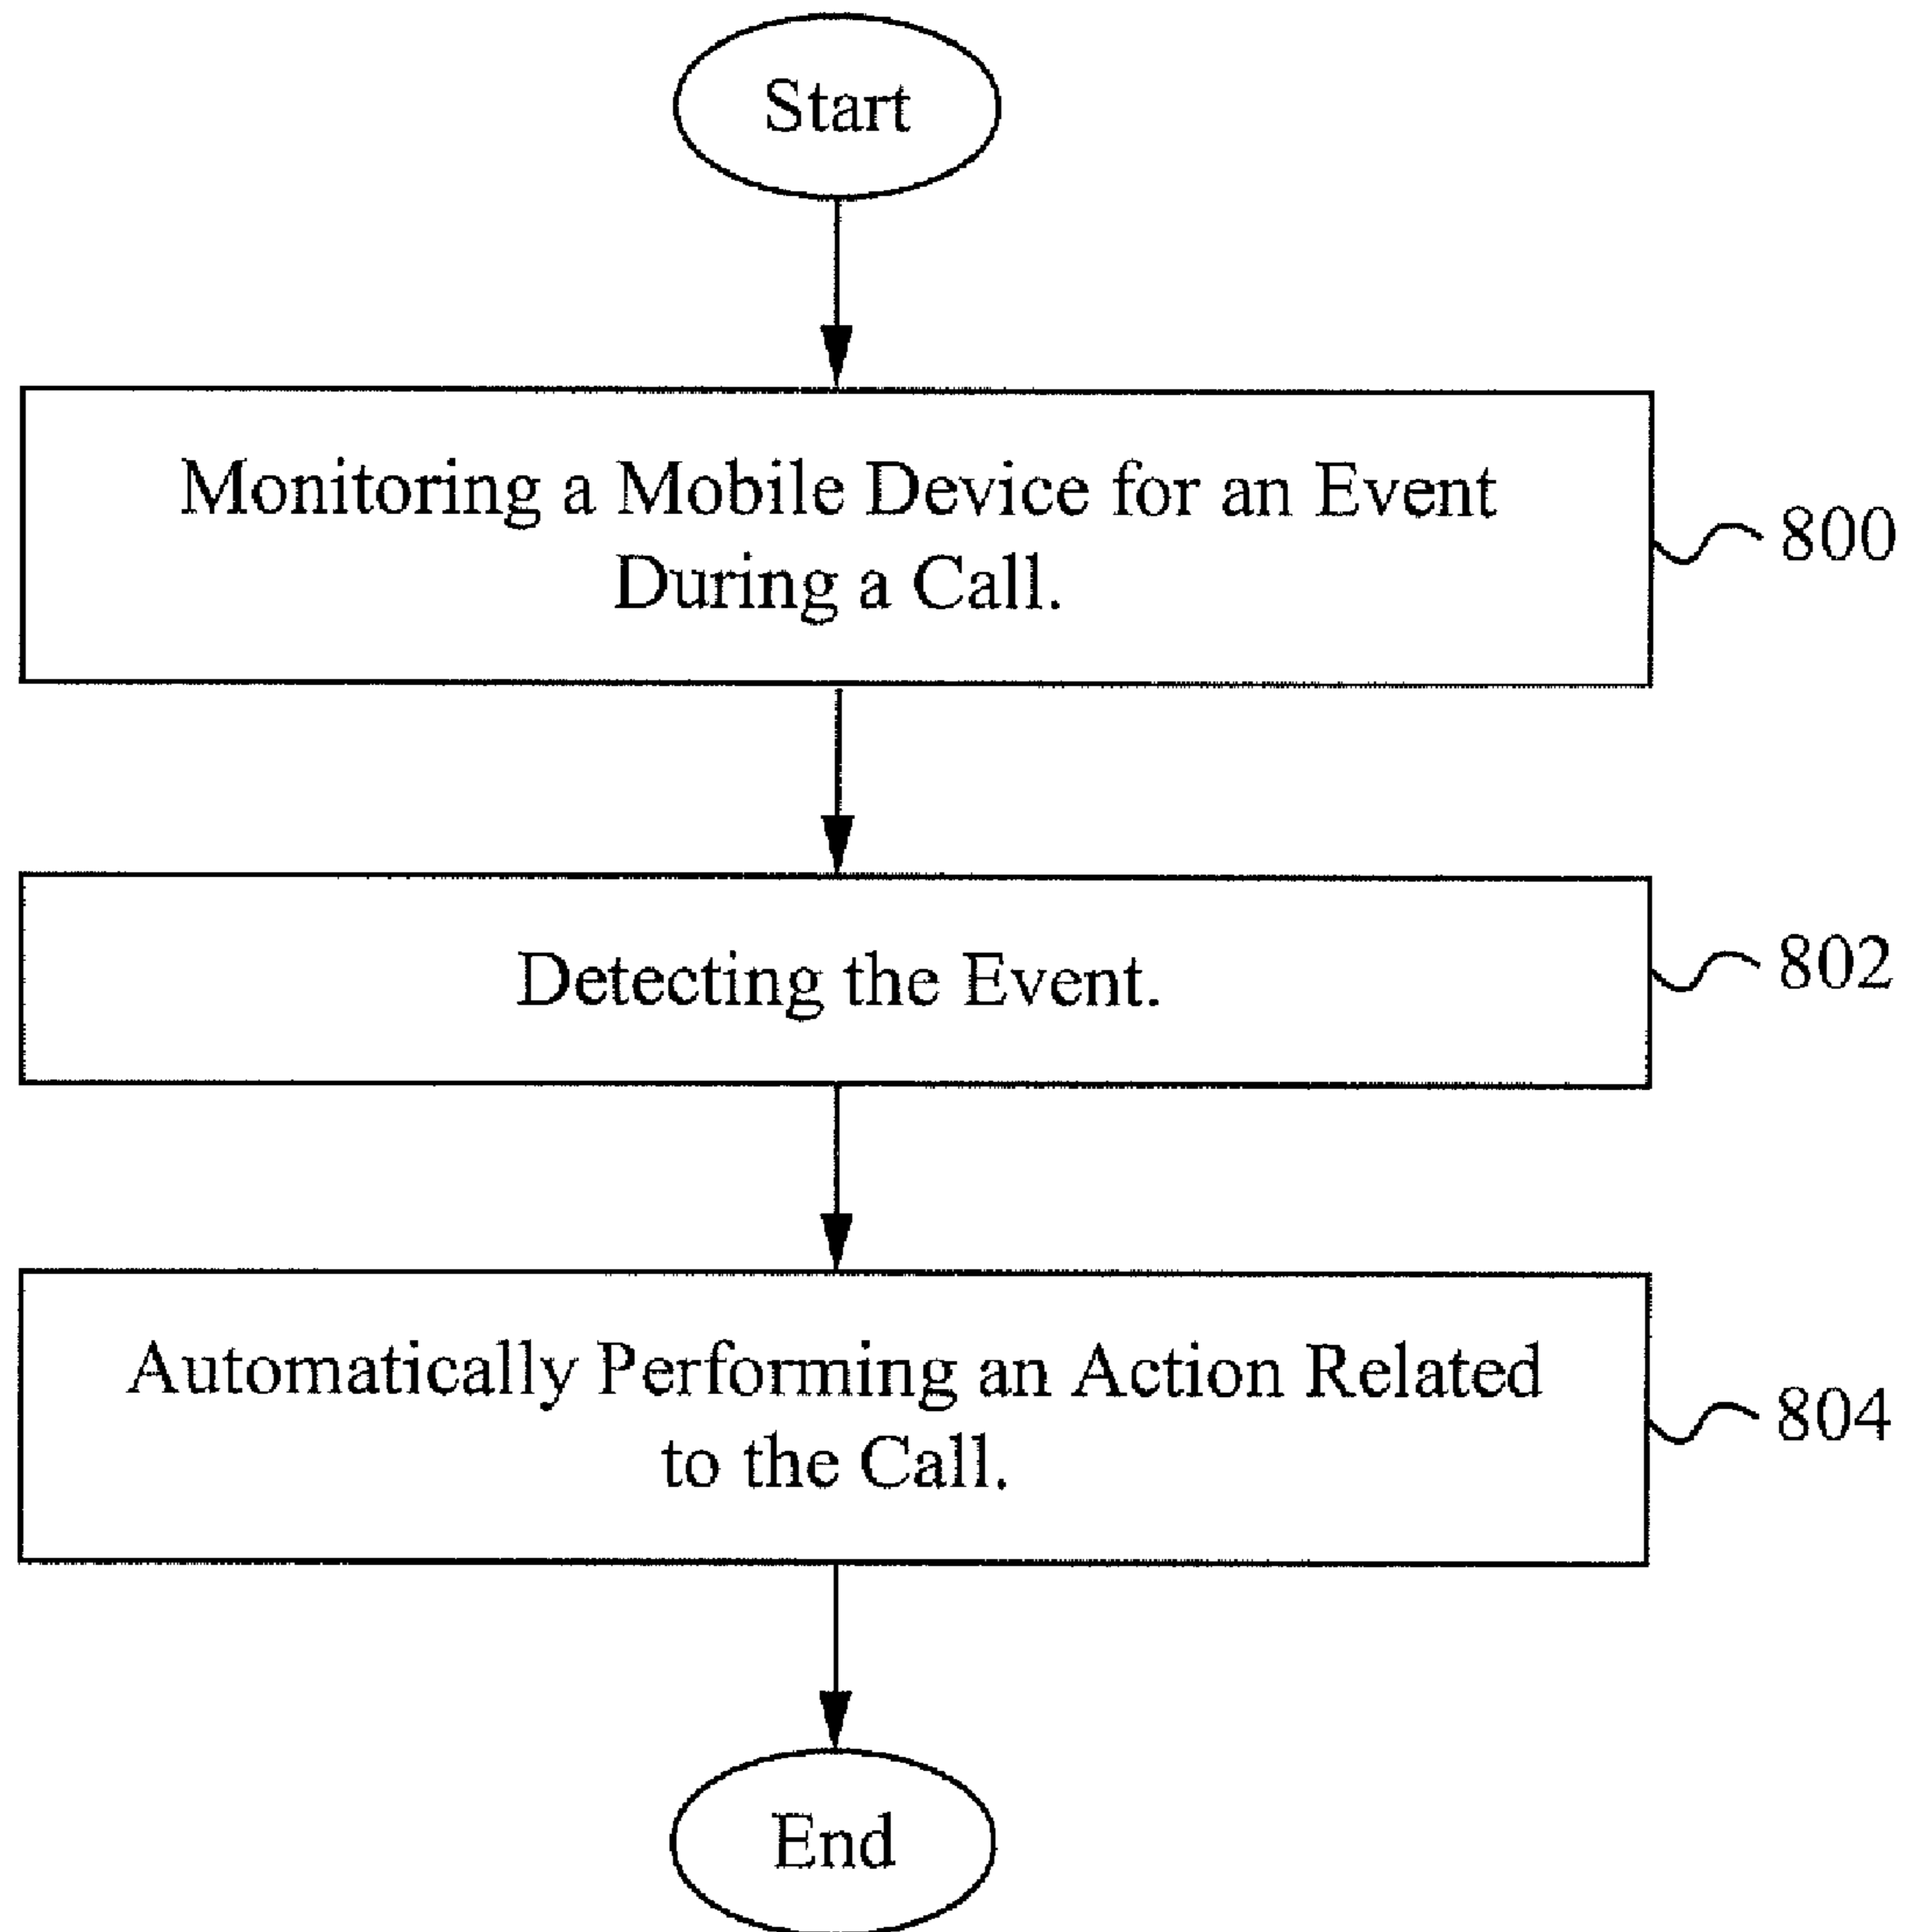 Start
Monitoring a Mobile Device for an Event
During a Call.
800
Detecting the Event.
802
Automatically Performing an Action Related
to the Call.
804
End